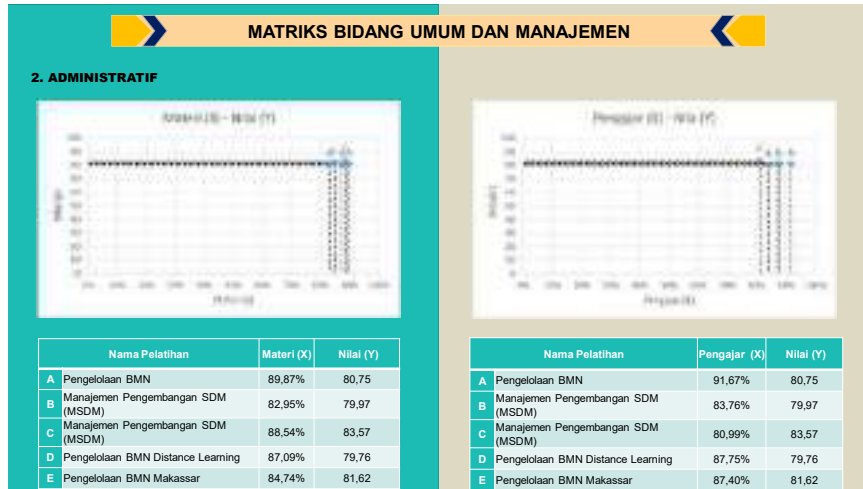 MATRIKS BIDANG UMUM DAN MANAJEMEN
2. ADMINISTRATIF
Materi (X) - Nilai (Y)
Nama Pelatihan Materi (X) Nilai (Y)
A Pengelolaan BMN 89,87% 80,75
B Manajemen Pengembangan SDM
(MSDM) 82,95% 79,97
C Manajemen Pengembangan SDM
(MSDM) 88,54% 83,57
D Pengelolaan BMN Distance Learning 87,09% 79,76
E Pengelolaan BMN Makassar 84,74% 81,62
Pengajar (X) - Nilai (Y)
Nama Pelatihan Pengajar (X) Nilai (Y)
A Pengelolaan BMN 91,67% 80,75
B Manajemen Pengembangan SDM
(MSDM) 83,76% 79,97
C Manajemen Pengembangan SDM
(MSDM) 80,99% 83,57
D Pengelolaan BMN Distance Learning 87,75% 79,76
E Pengelolaan BMN Makassar 87,40% 81,62